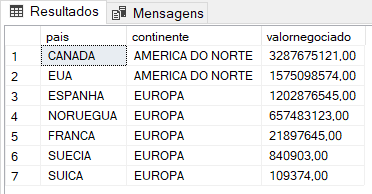 Resultados Mensagens
pais continente valornegociado
1 CANADA AMERICA DO NORTE 3287675121,00
2 EUA AMERICA DO NORTE 1575098574,00
3 ESPANHA EUROPA 1202876545,00
4 NORUEGUA EUROPA 657483123,00
5 FRANCA EUROPA 21897645,00
6 SUECIA EUROPA 840903,00
7 SUICA EUROPA 109374,00